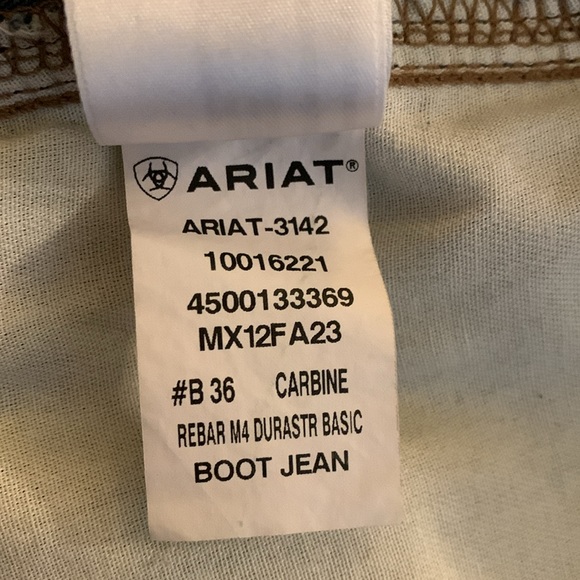 ARIAT®
ARIAT-3142
10016221
4500133369
MX12FA23
#B 36 CARBINE
REBAR M4 DURASTR BASIC
BOOT JEAN